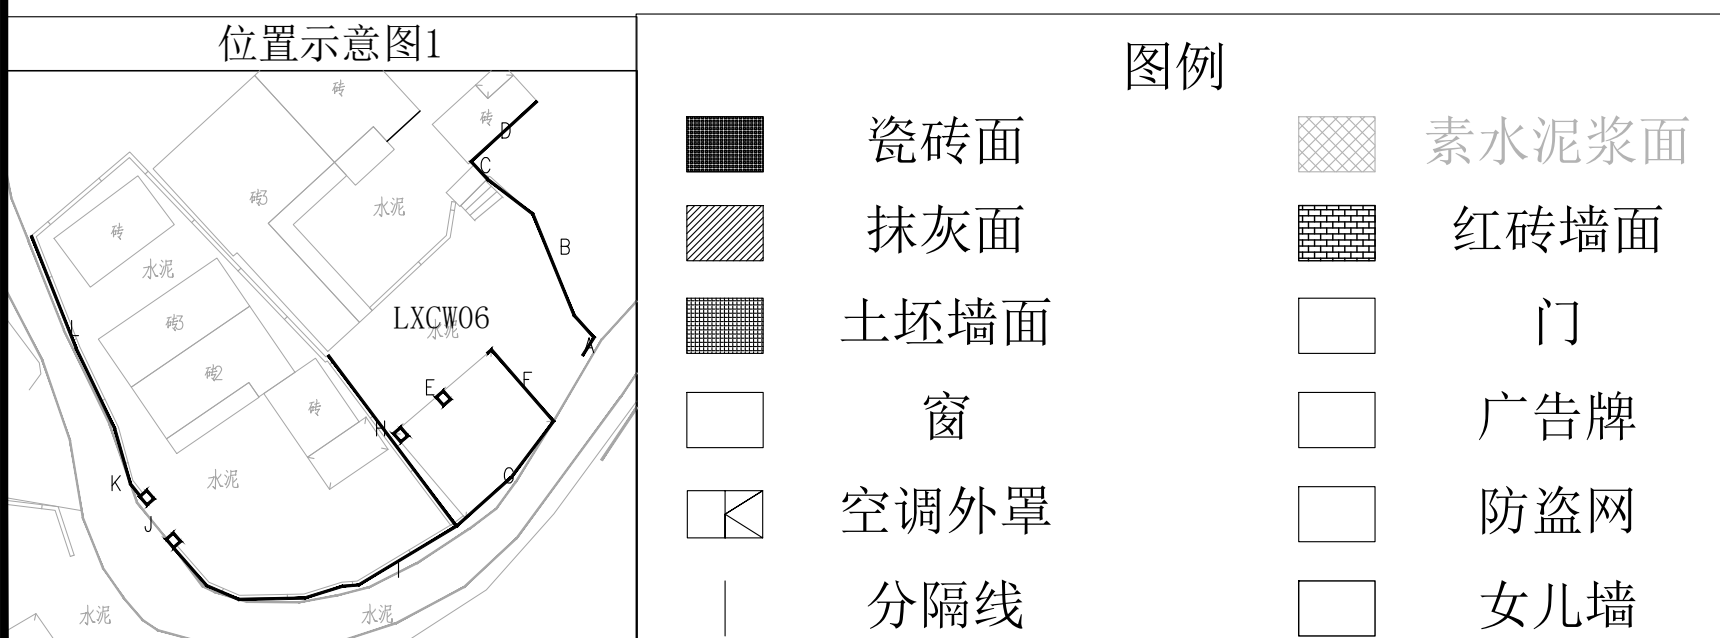 位置示意图1
砖
砖
D
C
砖3
水泥
砖
B
水泥
LXCW06
水泥
砖3
L
A
砖2
E
F
砖
H
K
水泥
G
J
I
水泥
水泥
图例
瓷砖面
素水泥浆面
抹灰面
红砖墙面
土坯墙面
门
窗
广告牌
空调外罩
防盗网
分隔线
女儿墙